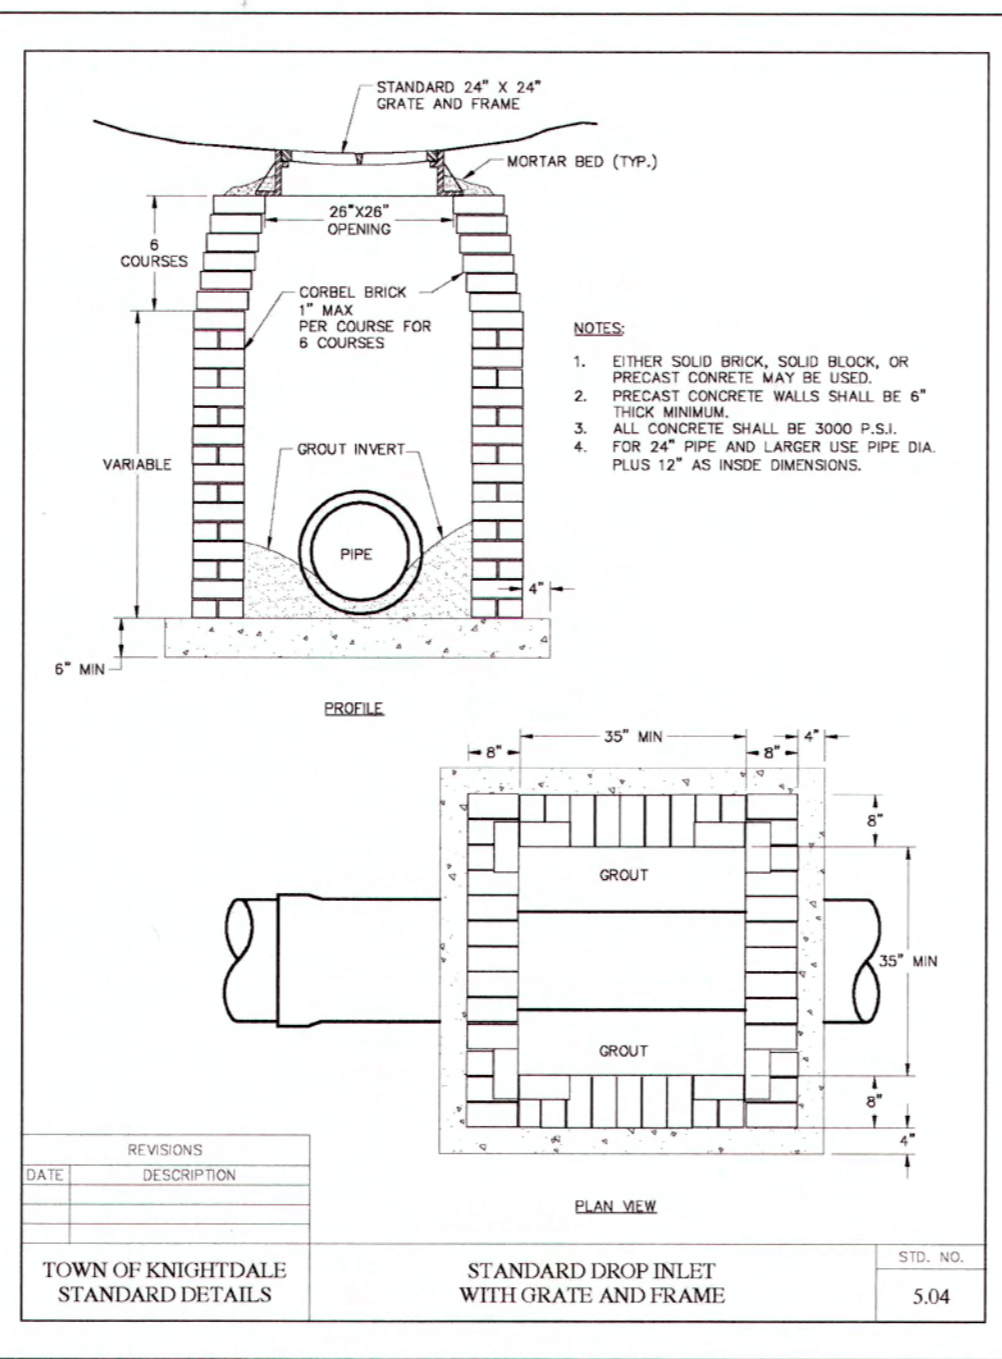 STANDARD 24" X 24"
GRATE AND FRAME
MORTAR BED (TYP.)
26"X26"
OPENING
6
COURSES
CORBEL BRICK
1" MAX
PER COURSE FOR
6 COURSES
NOTES:
1. EITHER SOLID BRICK, SOLID BLOCK, OR
PRECAST CONRETE MAY BE USED.
2. PRECAST CONCRETE WALLS SHALL BE 6"
THICK MINIMUM.
3. ALL CONCRETE SHALL BE 3000 P.S.I.
4. FOR 24" PIPE AND LARGER USE PIPE DIA.
PLUS 12" AS INSDE DIMENSIONS.
GROUT INVERT
VARIABLE
PIPE
4"
6" MIN
PROFILE
35" MIN
8"
8"
4"
8"
GROUT
35" MIN
GROUT
8"
4"
PLAN VIEW
REVISIONS
DATE DESCRIPTION
TOWN OF KNIGHTDALE
STANDARD DETAILS
STANDARD DROP INLET
WITH GRATE AND FRAME
STD. NO.
5.04